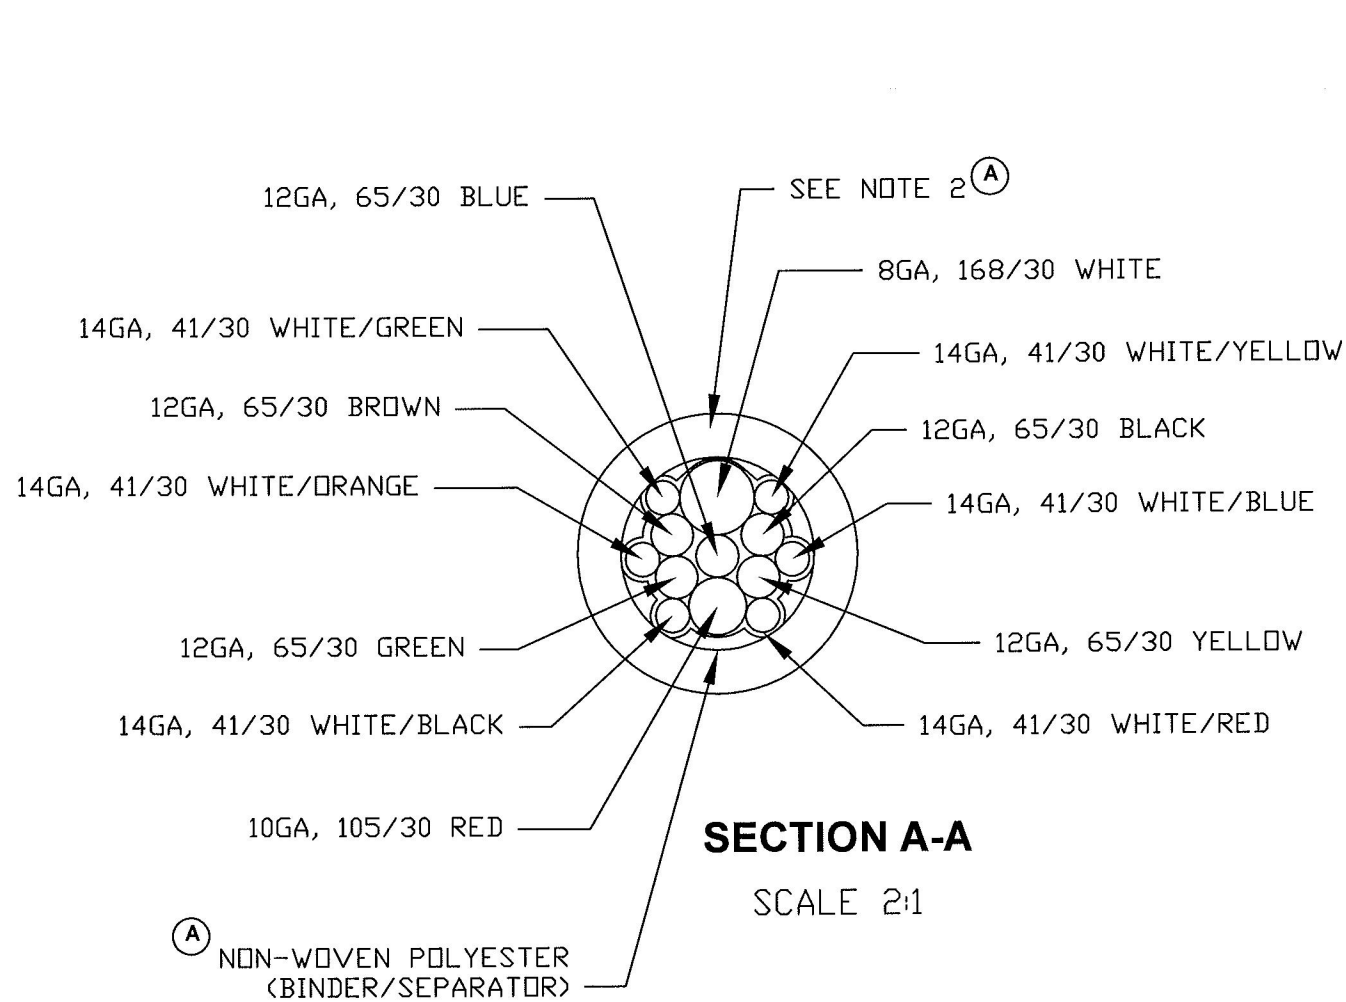 12GA, 65/30 BLUE
SEE NOTE 2 A
8GA, 168/30 WHITE
14GA, 41/30 WHITE/GREEN
14GA, 41/30 WHITE/YELLOW
12GA, 65/30 BROWN
12GA, 65/30 BLACK
14GA, 41/30 WHITE/ORANGE
14GA, 41/30 WHITE/BLUE
12GA, 65/30 GREEN
12GA, 65/30 YELLOW
14GA, 41/30 WHITE/BLACK
14GA, 41/30 WHITE/RED
10GA, 105/30 RED
SECTION A-A
SCALE 2:1
A
NON-WOVEN POLYESTER
(BINDER/SEPARATOR)